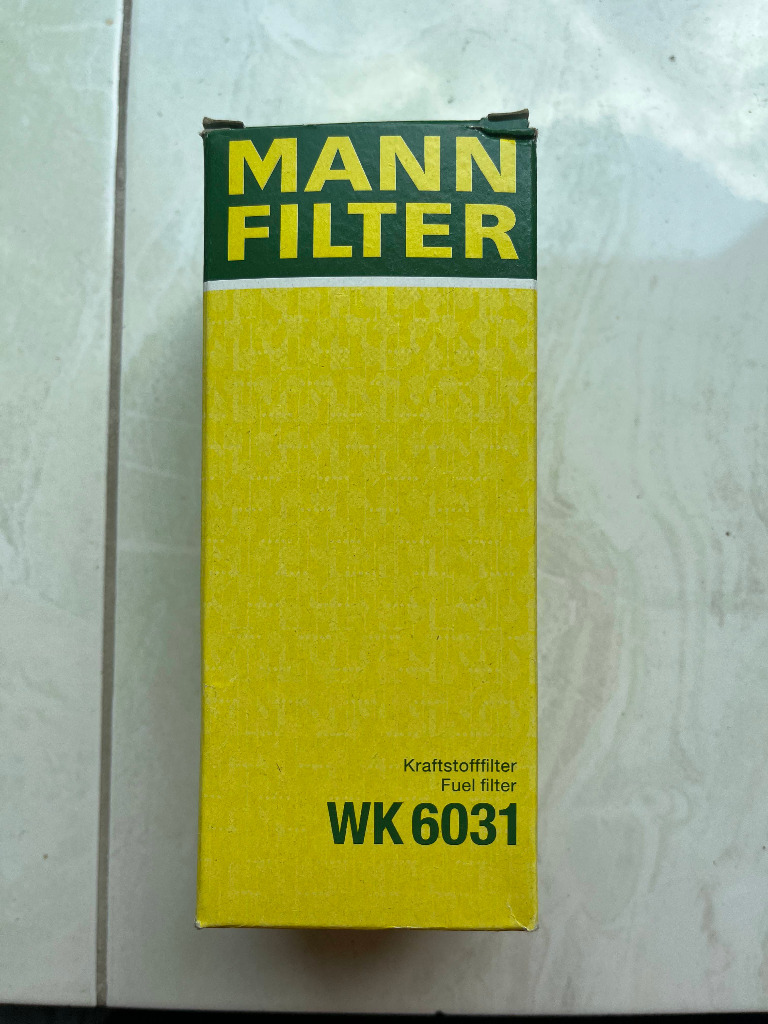 MANN
FILTER
Kraftstofffilter
Fuel filter
WK 6031